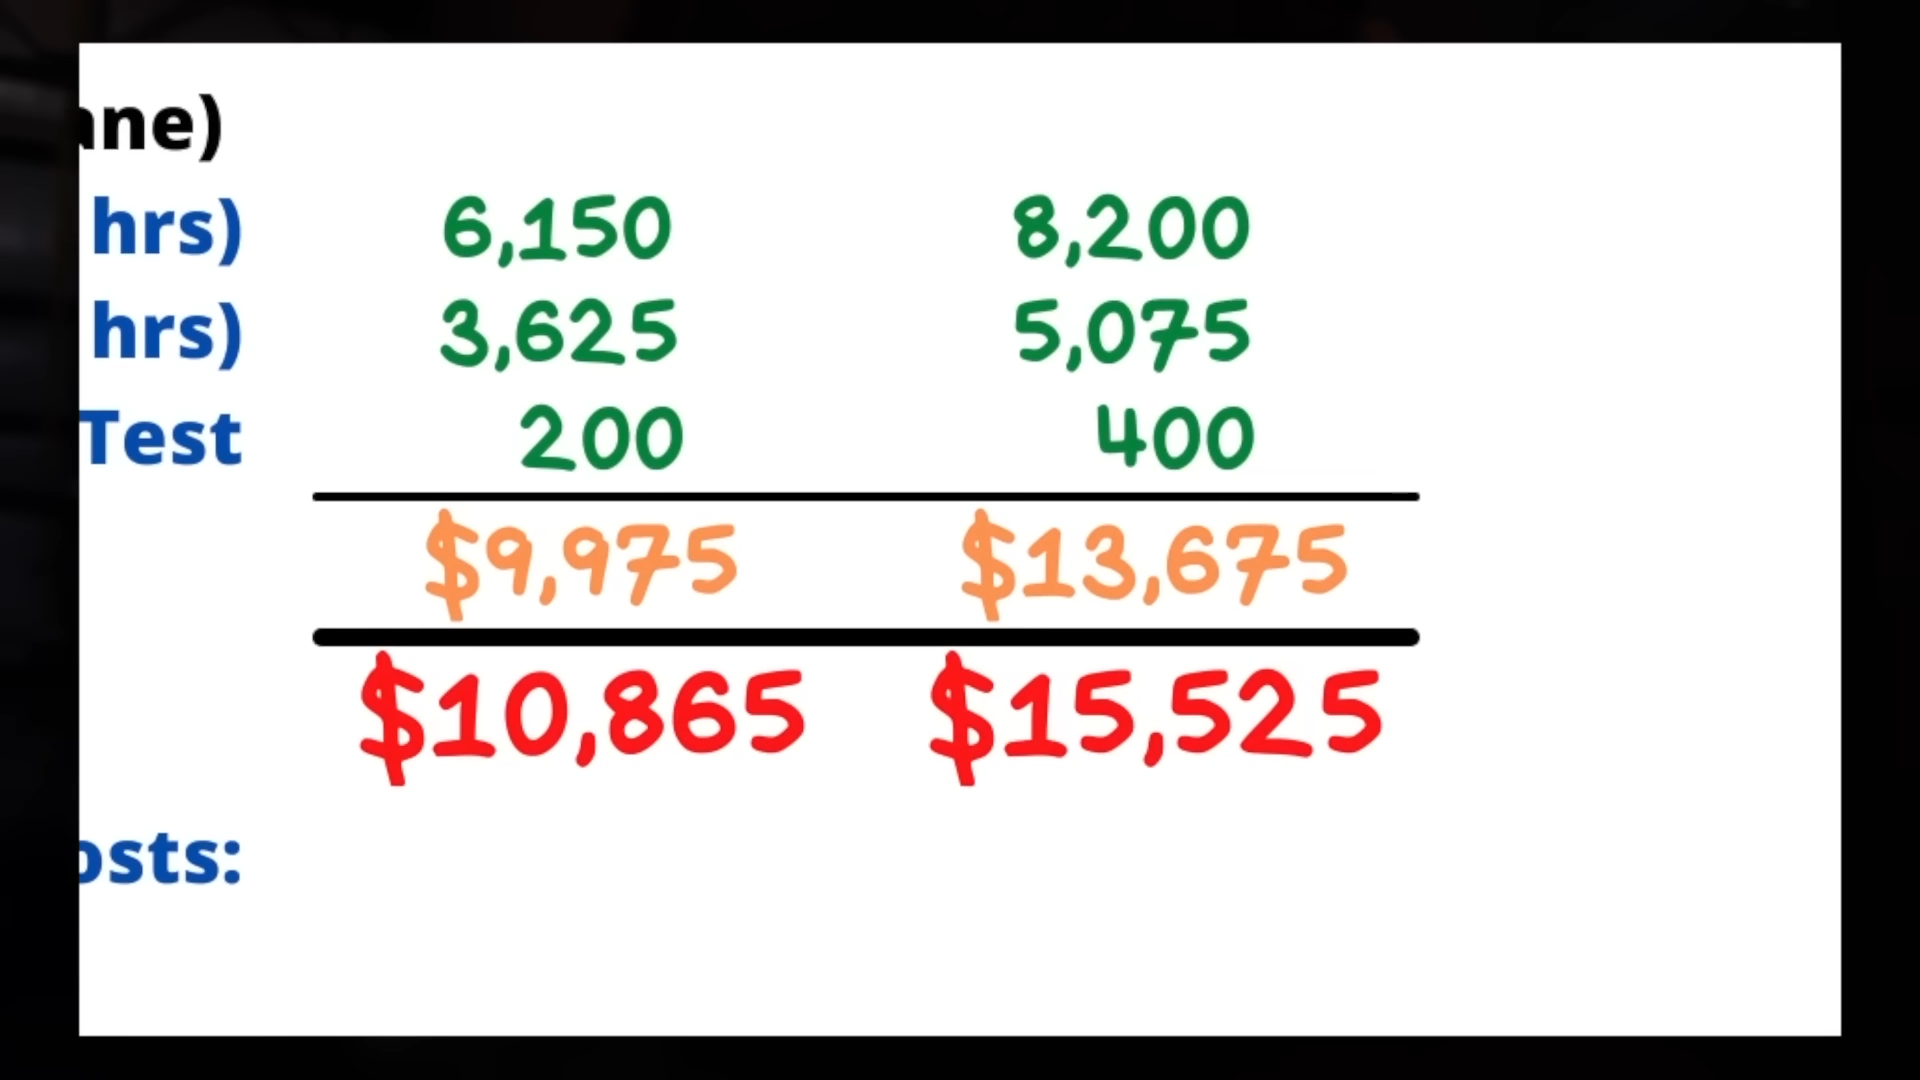 ane)
hrs) 6,150 8,200
hrs) 3,625 5,075
Test 200 400
$9,975 $13,675
$10,865 $15,525
osts: